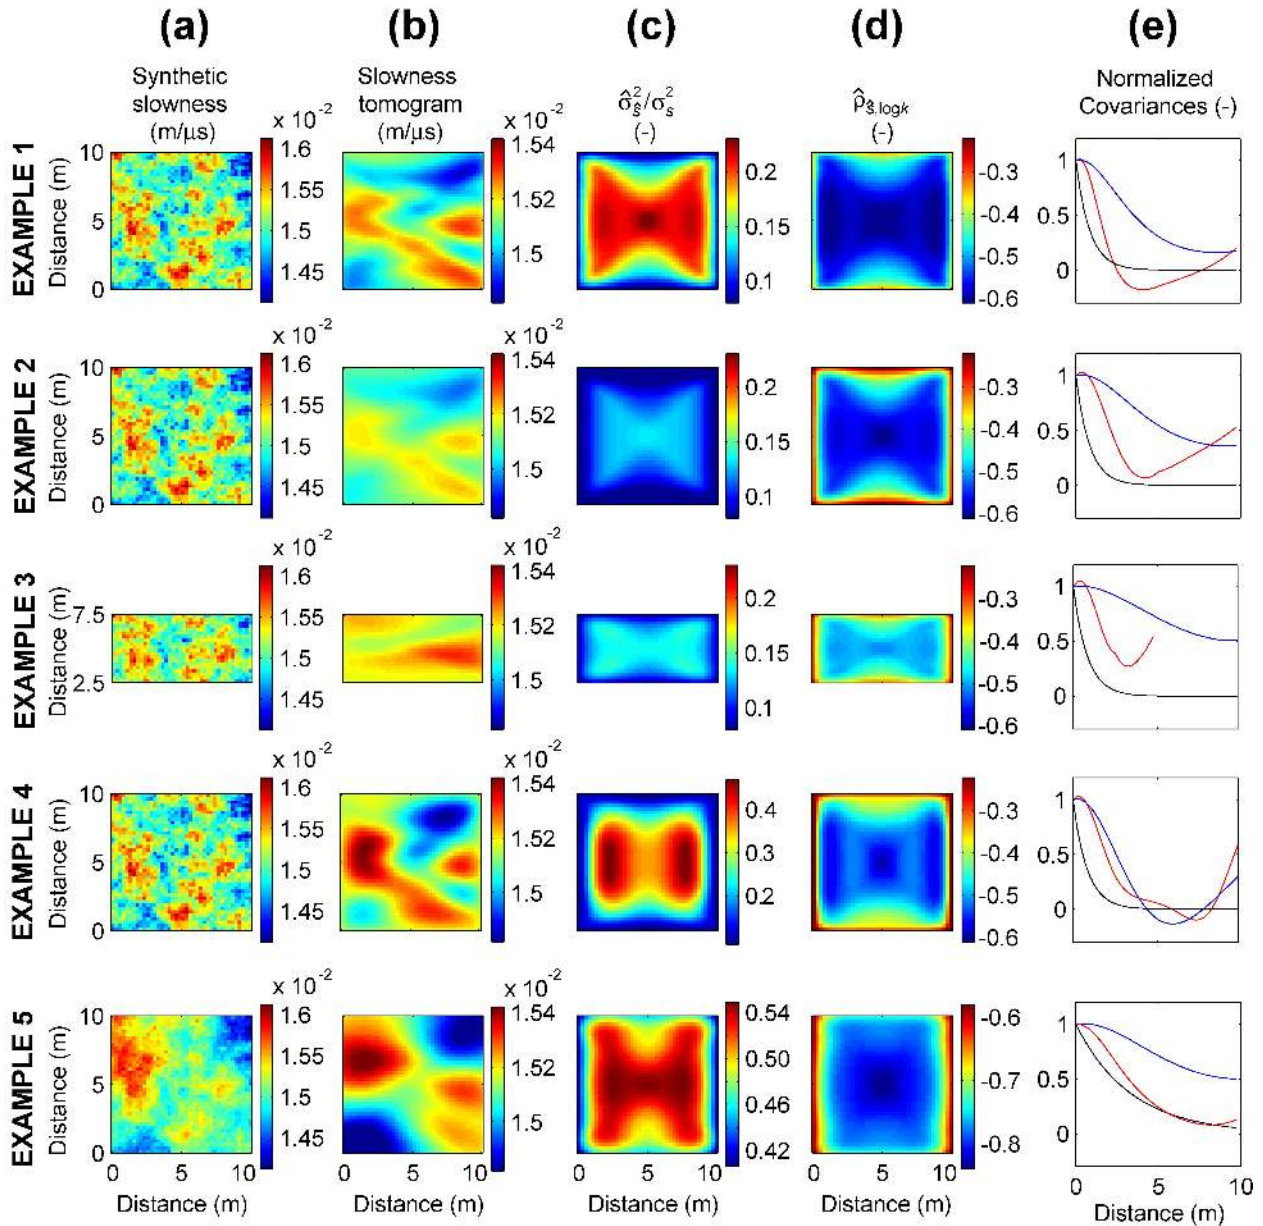 (a) (b) (c) (d) (e)
Synthetic slowness (m/μs)
Slowness tomogram (m/μs)
σ̂²ŝ/σ²s (-)
ρ̂ŝ,logk (-)
Normalized Covariances (-)
EXAMPLE 1
Distance (m)
10
5
0
x 10⁻²
1.6
1.55
1.5
1.45
x 10⁻²
1.54
1.52
1.5
0.2
0.15
0.1
-0.3
-0.4
-0.5
-0.6
1
0.5
0
EXAMPLE 2
Distance (m)
10
5
0
x 10⁻²
1.6
1.55
1.5
1.45
x 10⁻²
1.54
1.52
1.5
0.2
0.15
0.1
-0.3
-0.4
-0.5
-0.6
1
0.5
0
EXAMPLE 3
Distance (m)
7.5
2.5
x 10⁻²
1.6
1.55
1.5
1.45
x 10⁻²
1.54
1.52
1.5
0.2
0.15
0.1
-0.3
-0.4
-0.5
-0.6
1
0.5
0
EXAMPLE 4
Distance (m)
10
5
0
x 10⁻²
1.6
1.55
1.5
1.45
x 10⁻²
1.54
1.52
1.5
0.4
0.3
0.2
-0.3
-0.4
-0.5
-0.6
1
0.5
0
EXAMPLE 5
Distance (m)
10
5
0
x 10⁻²
1.6
1.55
1.5
1.45
x 10⁻²
1.54
1.52
1.5
0.54
0.50
0.46
0.42
-0.6
-0.7
-0.8
1
0.5
0
0 5 10
0 5 10
0 5 10
0 5 10
0 5 10
Distance (m)
Distance (m)
Distance (m)
Distance (m)
Distance (m)